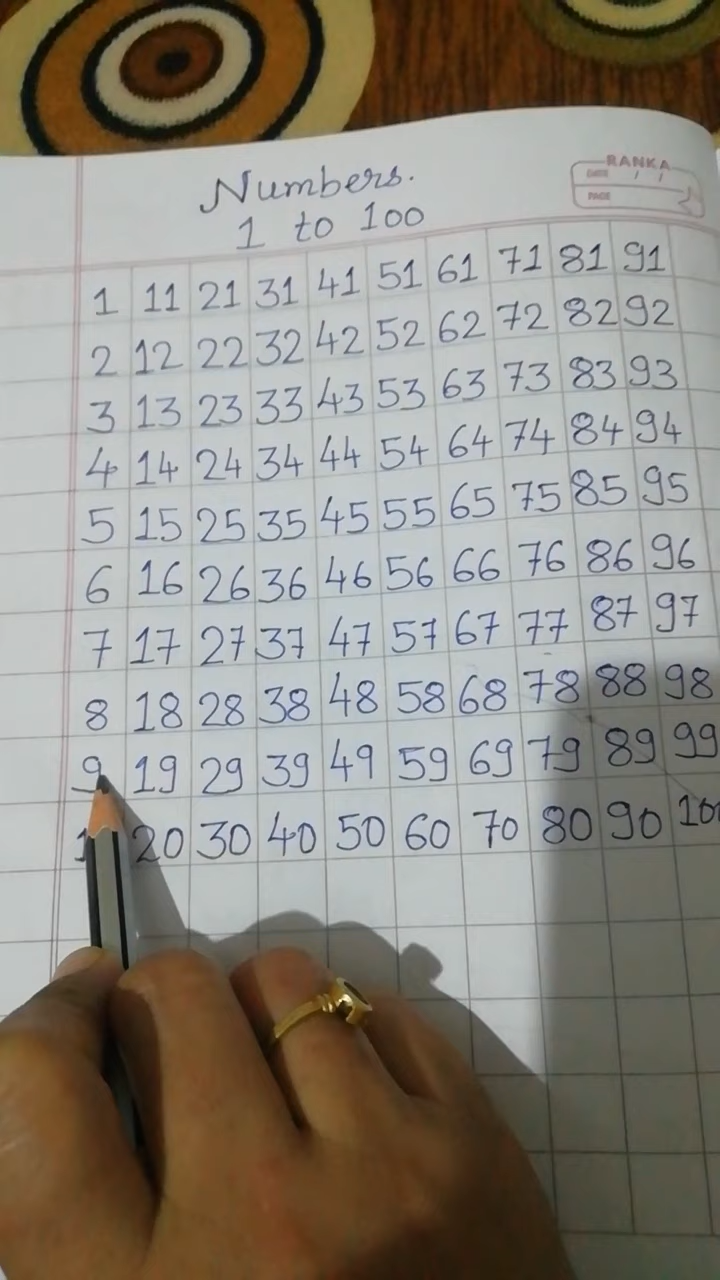 RANKA
DATE / /
PAGE
Numbers.
1 to 100
1 11 21 31 41 51 61 71 81 91
2 12 22 32 42 52 62 72 82 92
3 13 23 33 43 53 63 73 83 93
4 14 24 34 44 54 64 74 84 94
5 15 25 35 45 55 65 75 85 95
6 16 26 36 46 56 66 76 86 96
7 17 27 37 47 57 67 77 87 97
8 18 28 38 48 58 68 78 88 98
9 19 29 39 49 59 69 79 89 99
1 20 30 40 50 60 70 80 90 10